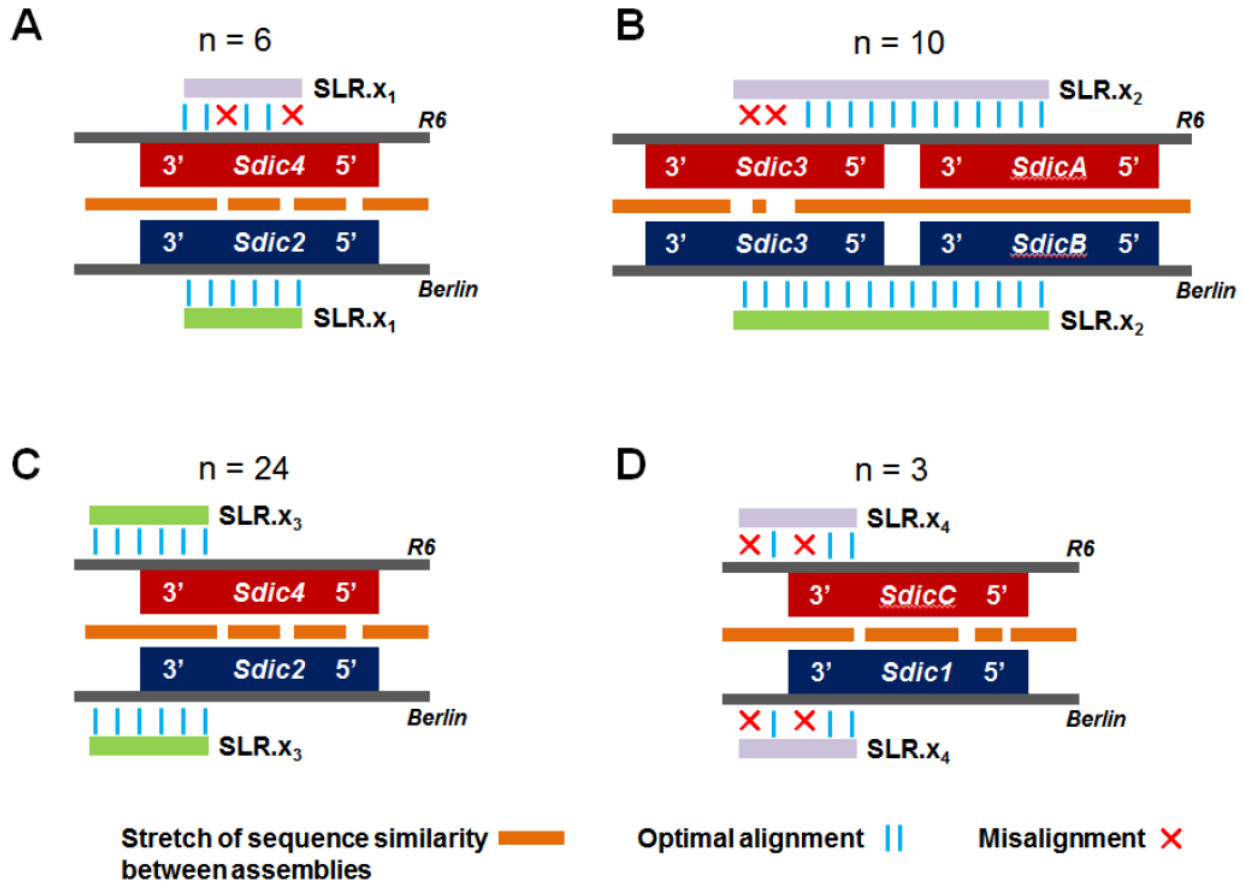 A
n = 6
SLR.x₁
R6
3’ Sdic4 5’
3’ Sdic2 5’
Berlin
SLR.x₁
B
n = 10
SLR.x₂
R6
3’ Sdic3 5’ 3’ SdicA 5’
3’ Sdic3 5’ 3’ SdicB 5’
Berlin
SLR.x₂
C
n = 24
SLR.x₃
R6
3’ Sdic4 5’
3’ Sdic2 5’
Berlin
SLR.x₃
D
n = 3
SLR.x₄
R6
3’ SdicC 5’
3’ Sdic1 5’
Berlin
SLR.x₄
Stretch of sequence similarity
between assemblies
Optimal alignment
Misalignment